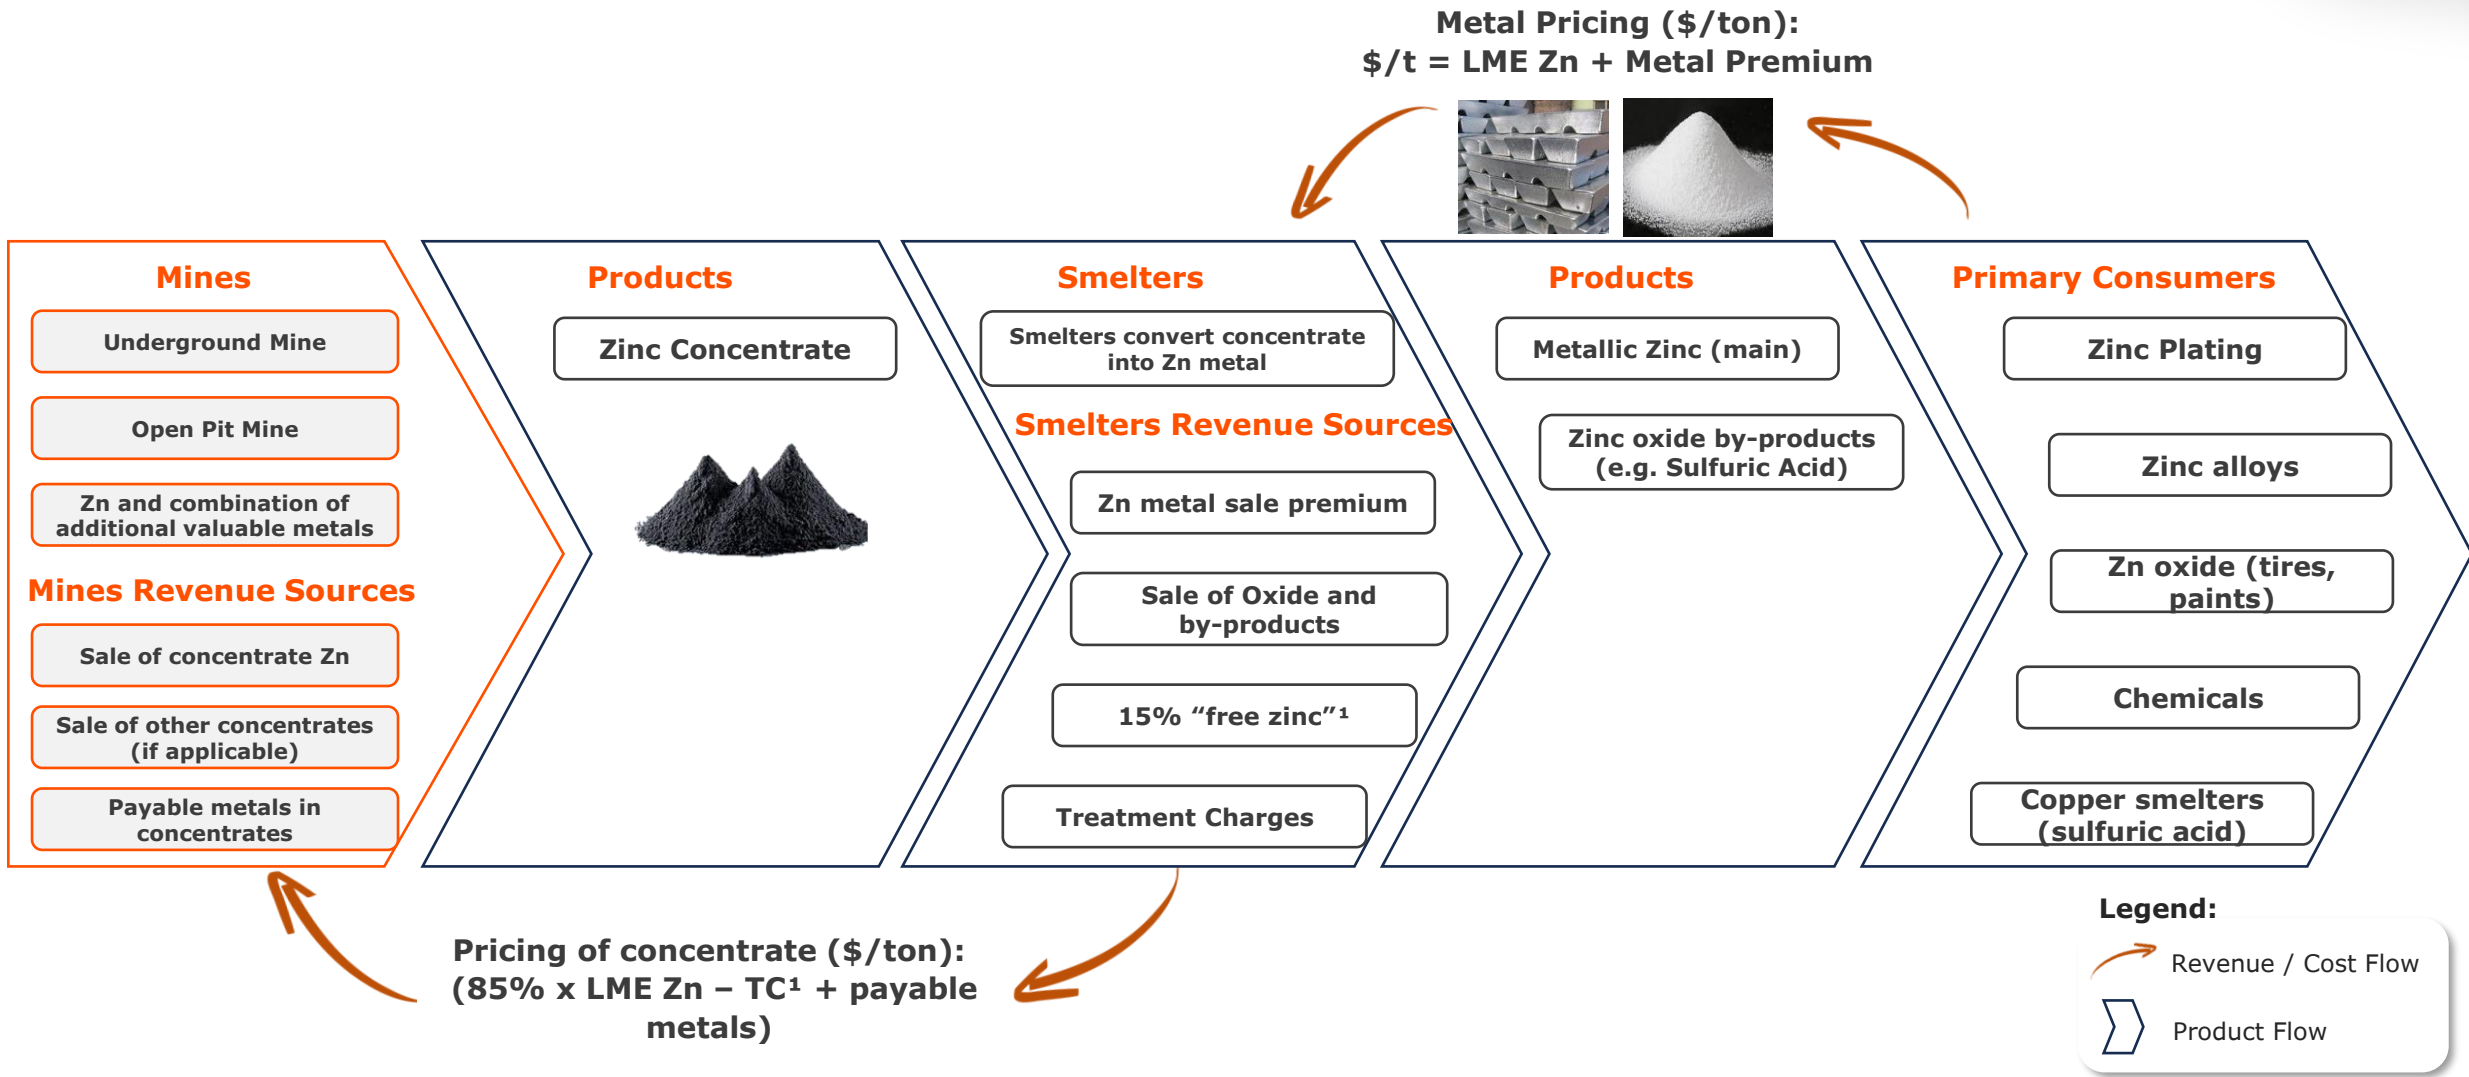 Metal Pricing ($/ton):
$/t = LME Zn + Metal Premium
Mines
Underground Mine
Open Pit Mine
Zn and combination of
additional valuable metals
Mines Revenue Sources
Sale of concentrate Zn
Sale of other concentrates
(if applicable)
Payable metals in
concentrates
Products
Zinc Concentrate
Smelters
Smelters convert concentrate
into Zn metal
Smelters Revenue Sources
Zn metal sale premium
Sale of Oxide and
by-products
15% “free zinc”¹
Treatment Charges
Products
Metallic Zinc (main)
Zinc oxide by-products
(e.g. Sulfuric Acid)
Primary Consumers
Zinc Plating
Zinc alloys
Zn oxide (tires,
paints)
Chemicals
Copper smelters
(sulfuric acid)
Pricing of concentrate ($/ton):
(85% x LME Zn – TC¹ + payable
metals)
Legend:
Revenue / Cost Flow
Product Flow